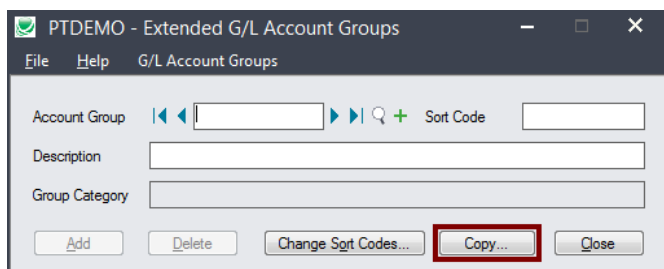 PTDEMO - Extended G/L Account Groups
File Help G/L Account Groups
Account Group Sort Code
Description
Group Category
Add Delete Change Sort Codes... Copy... Close